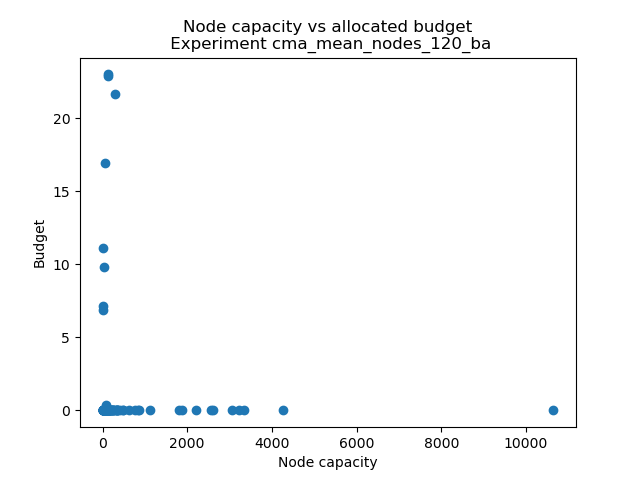 Node capacity vs allocated budget
Experiment cma_mean_nodes_120_ba
20
15
10
5
0
Budget
0 2000 4000 6000 8000 10000
Node capacity